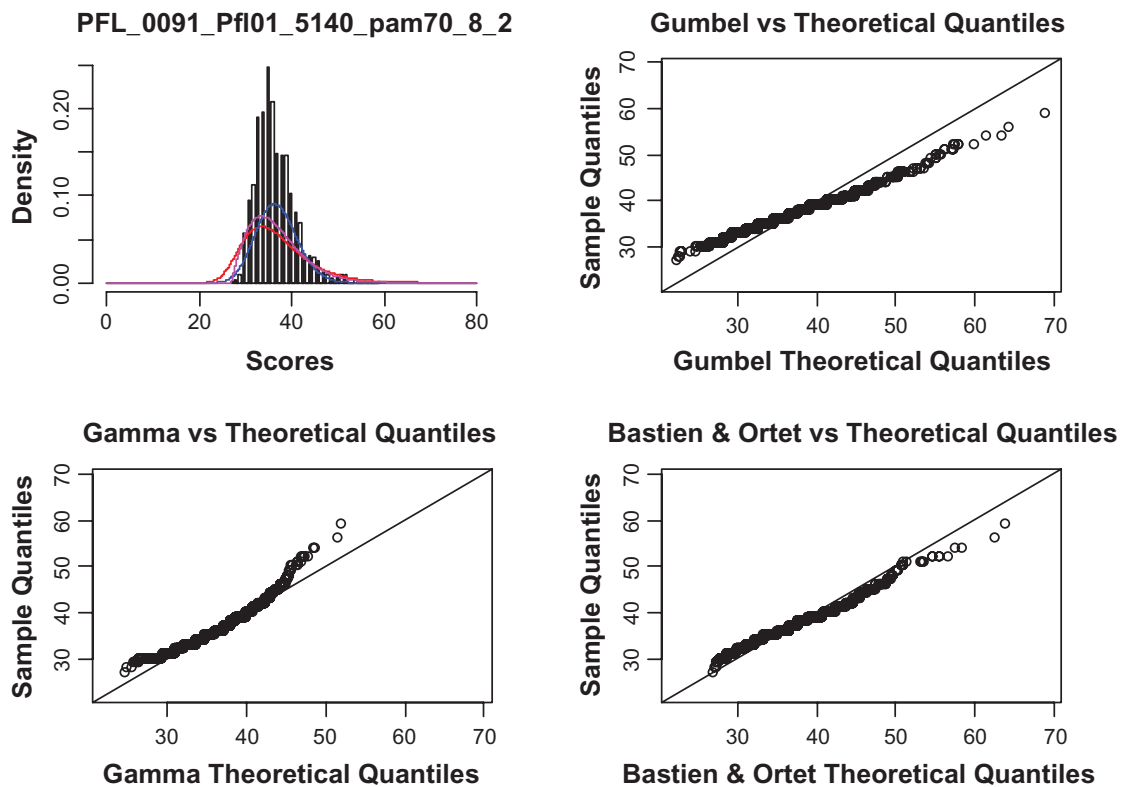 PFL_0091_Pfl01_5140_pam70_8_2
Density
0.00
0.10
0.20
0 20 40 60 80
Scores
Gumbel vs Theoretical Quantiles
Sample Quantiles
30 40 50 60 70
30 40 50 60 70
Gumbel Theoretical Quantiles
Gamma vs Theoretical Quantiles
Sample Quantiles
30 40 50 60 70
30 40 50 60 70
Gamma Theoretical Quantiles
Bastien & Ortet vs Theoretical Quantiles
Sample Quantiles
30 40 50 60 70
30 40 50 60 70
Bastien & Ortet Theoretical Quantiles